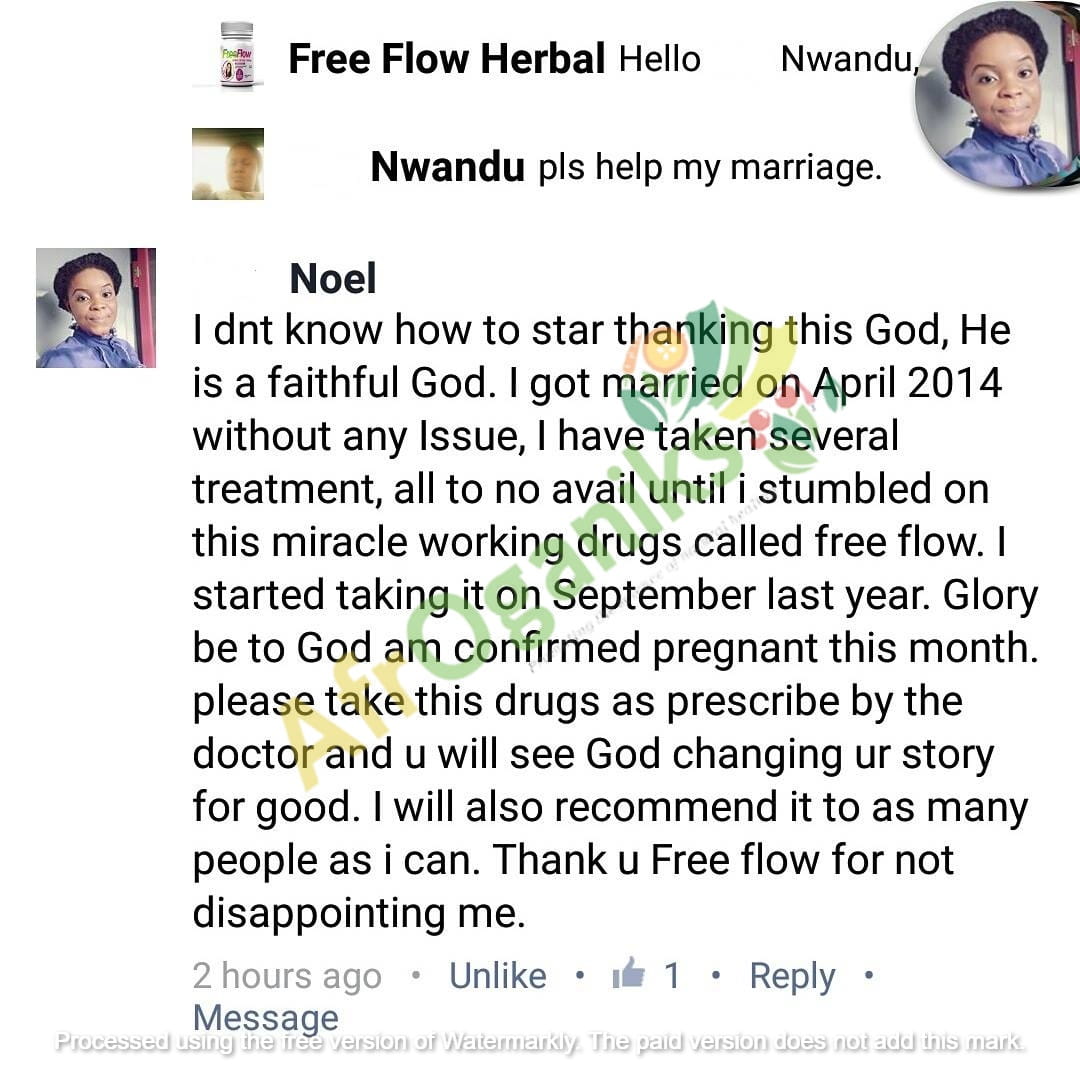 Free Flow Herbal Hello Nwandu,
Nwandu pls help my marriage.
Noel
I dnt know how to star thanking this God, He
is a faithful God. I got married on April 2014
without any Issue, I have taken several
treatment, all to no avail until i stumbled on
this miracle working drugs called free flow. I
started taking it on September last year. Glory
be to God am confirmed pregnant this month.
please take this drugs as prescribe by the
doctor and u will see God changing ur story
for good. I will also recommend it to as many
people as i can. Thank u Free flow for not
disappointing me.
2 hours ago • Unlike • 1 • Reply •
Message
AfrOganiks
Processed using the free version of Watermarkly. The paid version does not add this mark.